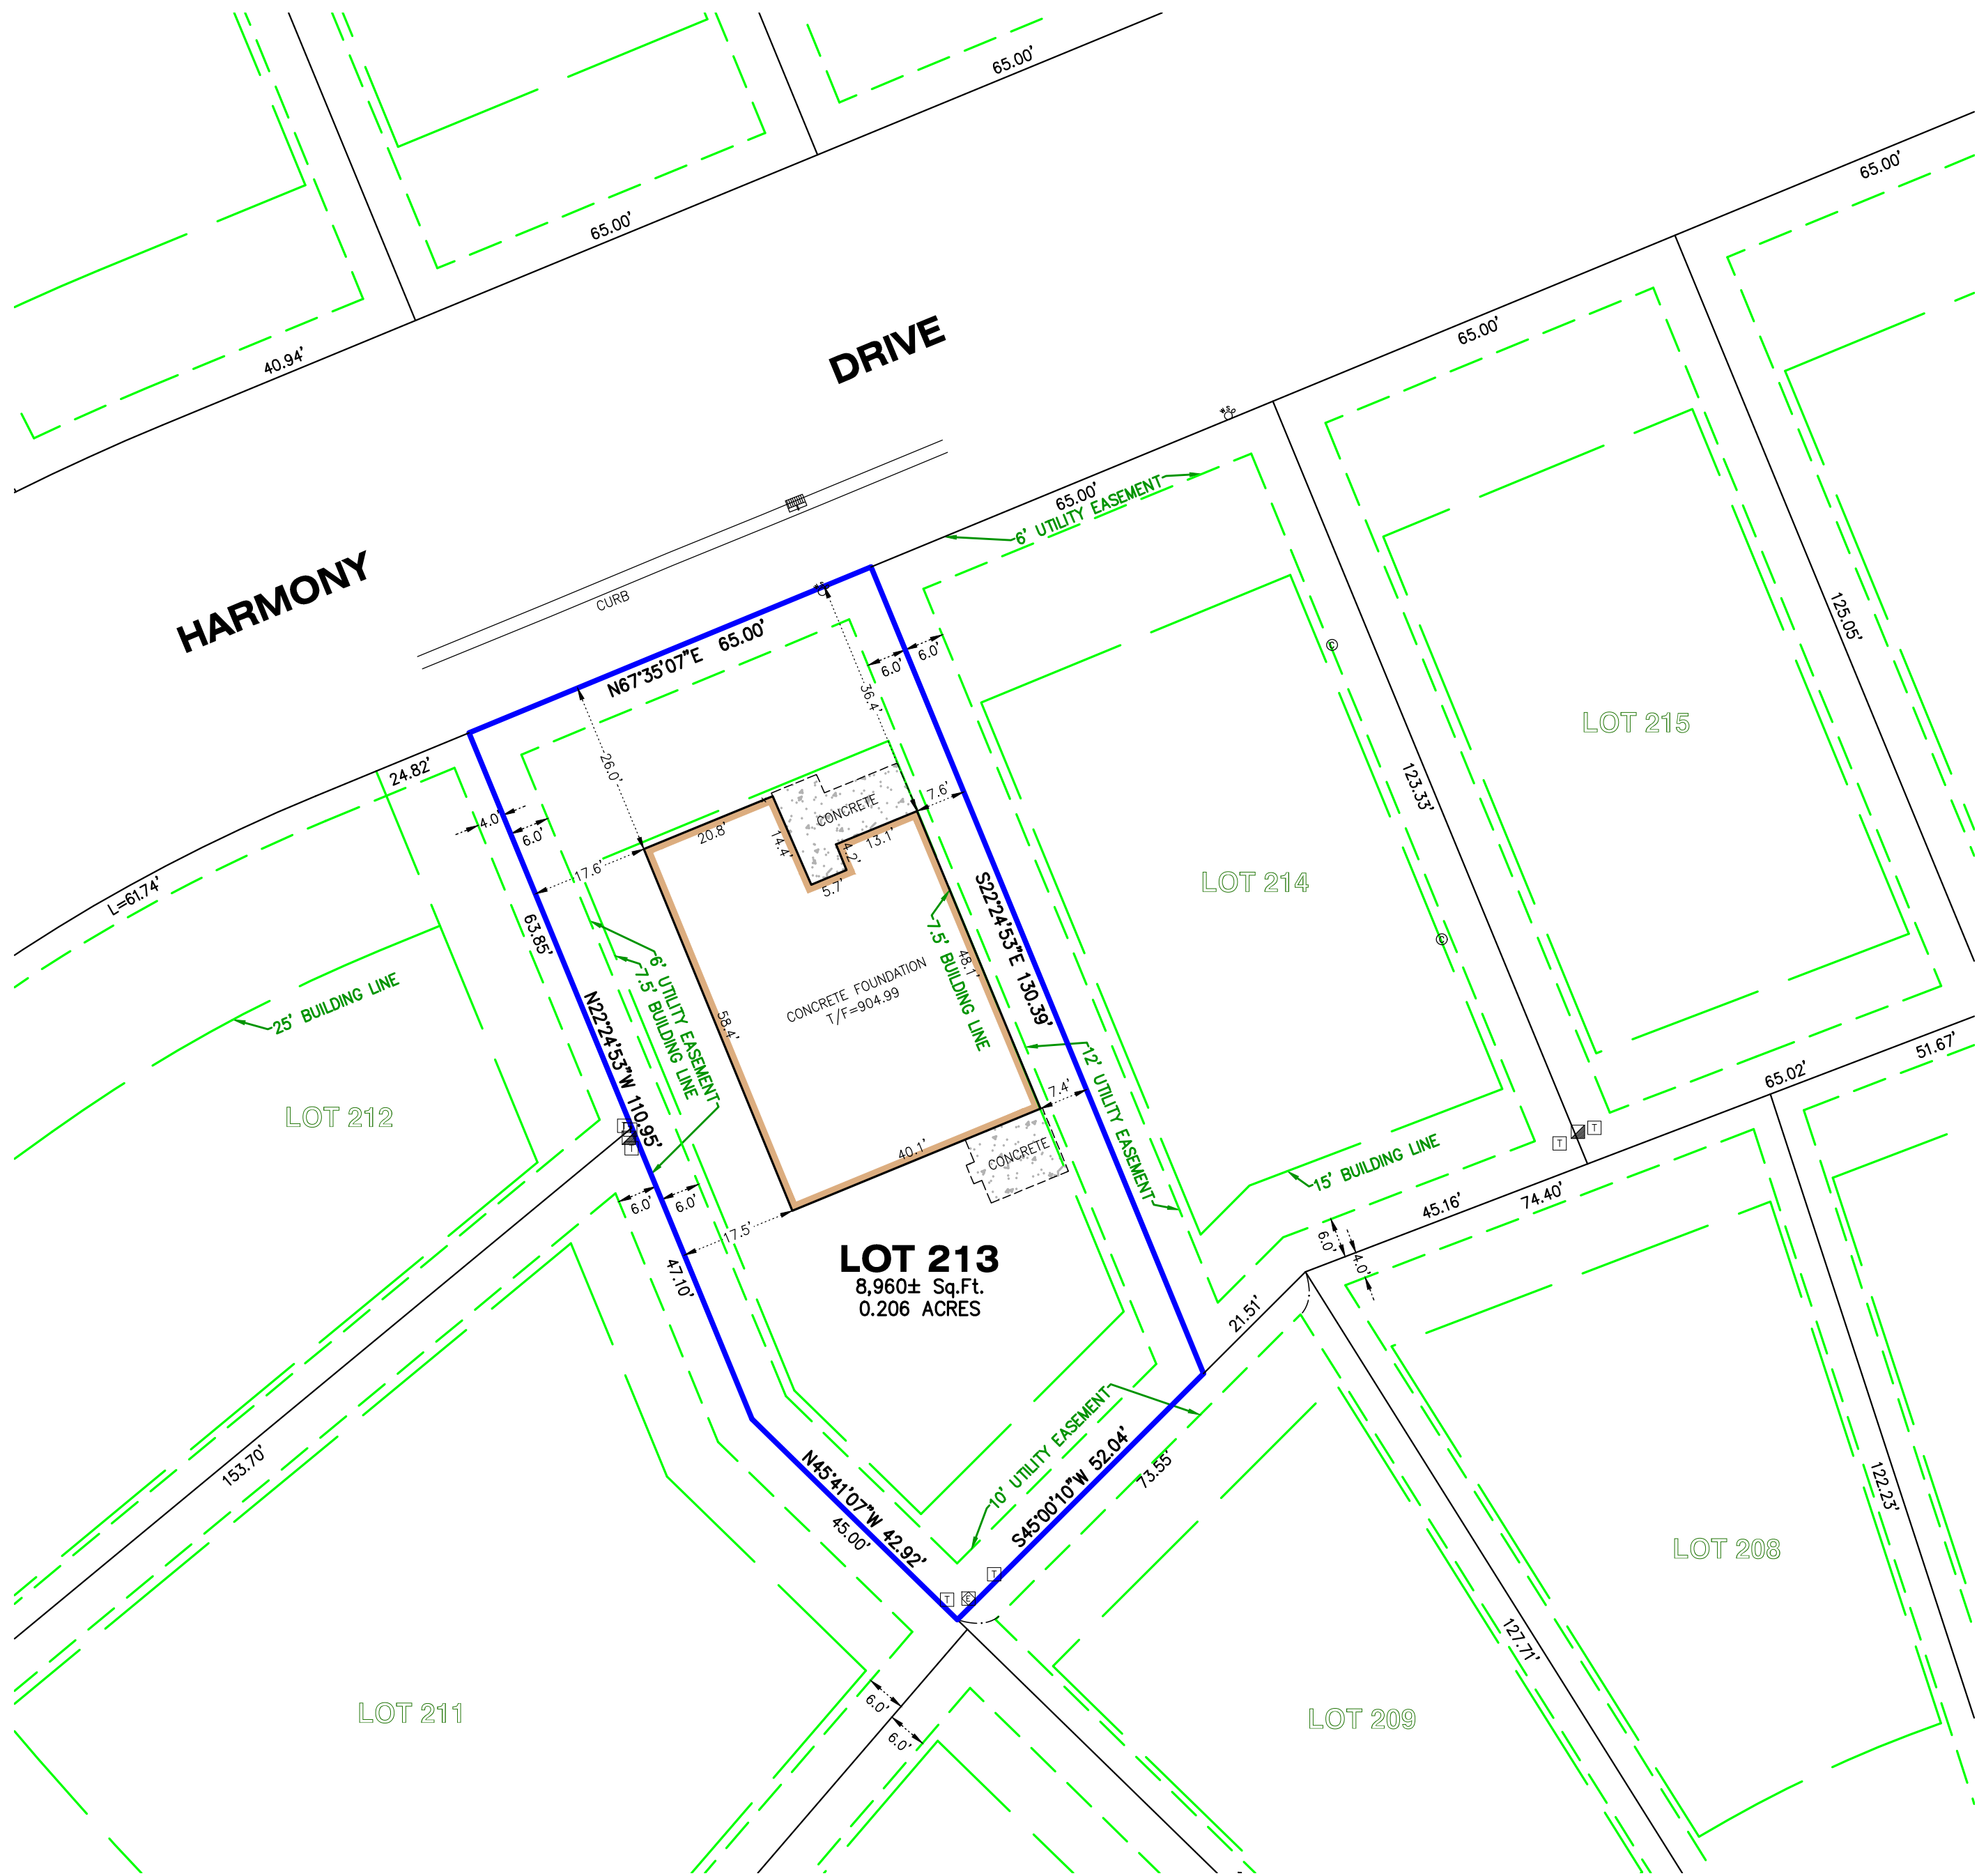 65.00'
65.00'
65.00'
65.00'
40.94'
DRIVE
HARMONY
CURB
65.00'
6' UTILITY EASEMENT
N67°35'07"E 65.00'
24.82'
L=61.74'
4.0'
6.0'
6.0'
6.0'
36.4'
26.0'
17.6'
7.6'
20.8'
14.4'
5.7'
4.2'
13.1'
CONCRETE
63.85'
N22°24'53"W 110.95'
6' UTILITY EASEMENT
7.5' BUILDING LINE
58.4'
CONCRETE FOUNDATION
T/F=904.99
7.5' BUILDING LINE
48.1'
S22°24'53"E 130.39'
12' UTILITY EASEMENT
7.4'
40.1'
CONCRETE
25' BUILDING LINE
LOT 212
LOT 214
LOT 215
123.33'
125.05'
C
C
T
T
T
T
15' BUILDING LINE
45.16'
74.40'
65.02'
51.67'
6.0'
4.0'
6.0'
6.0'
17.5'
47.10'
LOT 213
8,960± Sq.Ft.
0.206 ACRES
21.51'
10' UTILITY EASEMENT
N45°41'07"W 42.92'
45.00'
S45°00'10"W 52.04'
73.55'
T
T
E
153.70'
6.0'
6.0'
LOT 211
LOT 209
LOT 208
127.71'
122.23'